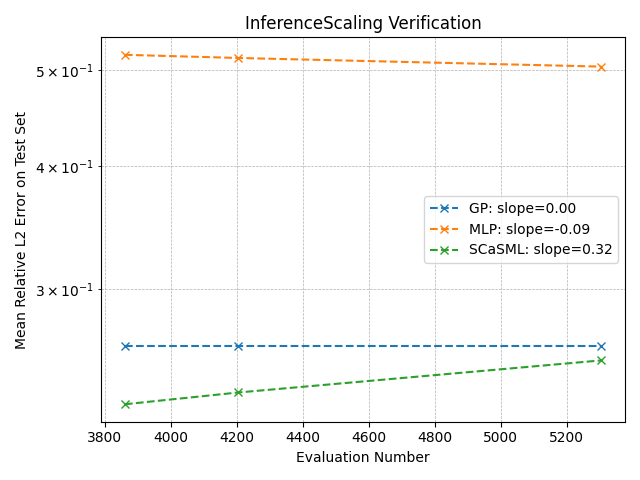 InferenceScaling Verification
Mean Relative L2 Error on Test Set
5 × 10⁻¹
4 × 10⁻¹
3 × 10⁻¹
GP: slope=0.00
MLP: slope=-0.09
SCaSML: slope=0.32
3800 4000 4200 4400 4600 4800 5000 5200
Evaluation Number